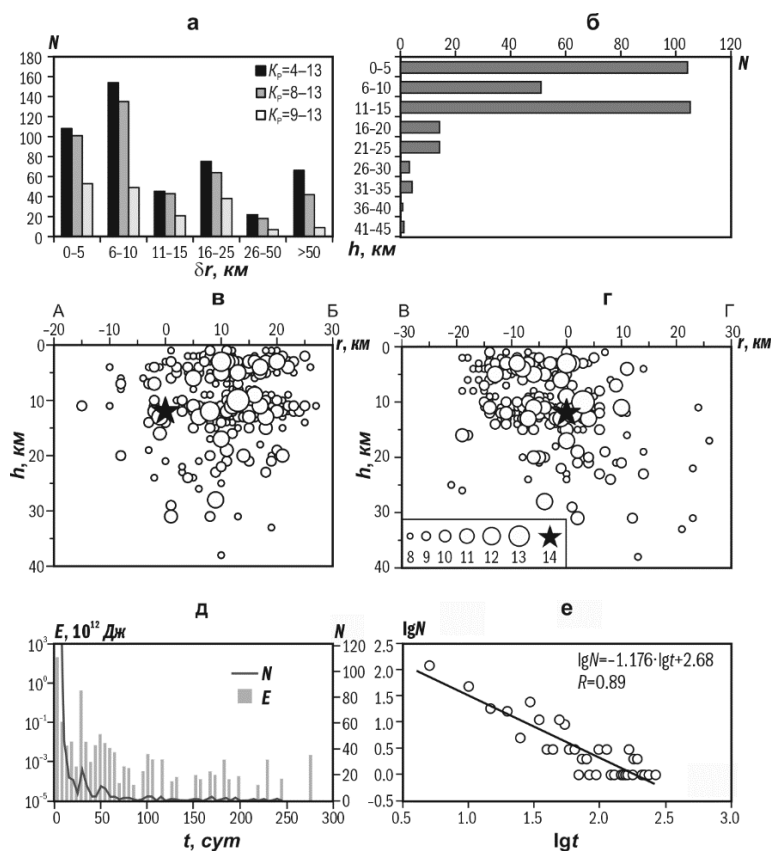 а
N
180
160
140
120
100
80
60
40
20
0
Kр=4–13
Kр=8–13
Kр=9–13
0–5 6–10 11–15 16–25 26–50 >50
δr, км
б
0 20 40 60 80 100 120
N
0–5
6–10
11–15
16–20
21–25
26–30
31–35
36–40
41–45
h, км
А в Б
–20 –10 0 10 20 30
r, км
0
10
20
30
40
h, км
В г Г
–30 –20 –10 0 10 20 30
r, км
0
10
20
30
40
h, км
8 9 10 11 12 13 14
д
E, 10¹² Дж N
10³
10⁰
10⁻¹
10⁻³
10⁻⁵
120
100
80
60
40
20
0
N
E
0 50 100 150 200 250 300
t, сут
е
lgN
2.5
2.0
1.5
1.0
0.5
0.0
−0.5
lgN=−1.176·lgt+2.68
R=0.89
0.5 1.0 1.5 2.0 2.5 3.0
lgt